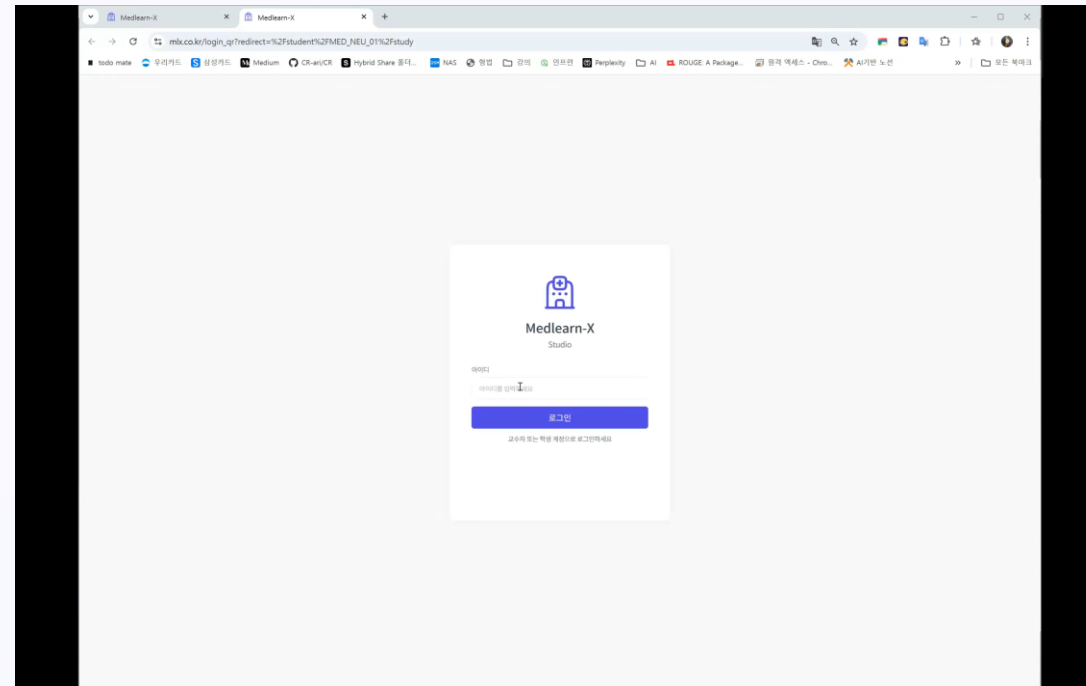 Medlearn-X
Medlearn-X
mlx.co.kr/login_qr?redirect=%2Fstudent%2FMED_NEU_01%2Fstudy
todo mate 우리카드 삼성카드 Medium CR-ari/CR Hybrid Share 폴더... NAS 형법 강의 인프런 Perplexity AI ROUGE: A Package... 원격 액세스 - Chro... AI기반 노션 » 모든 북마크
Medlearn-X
Studio
아이디
아이디를 입력하세요
로그인
교수자 또는 학생 계정으로 로그인하세요